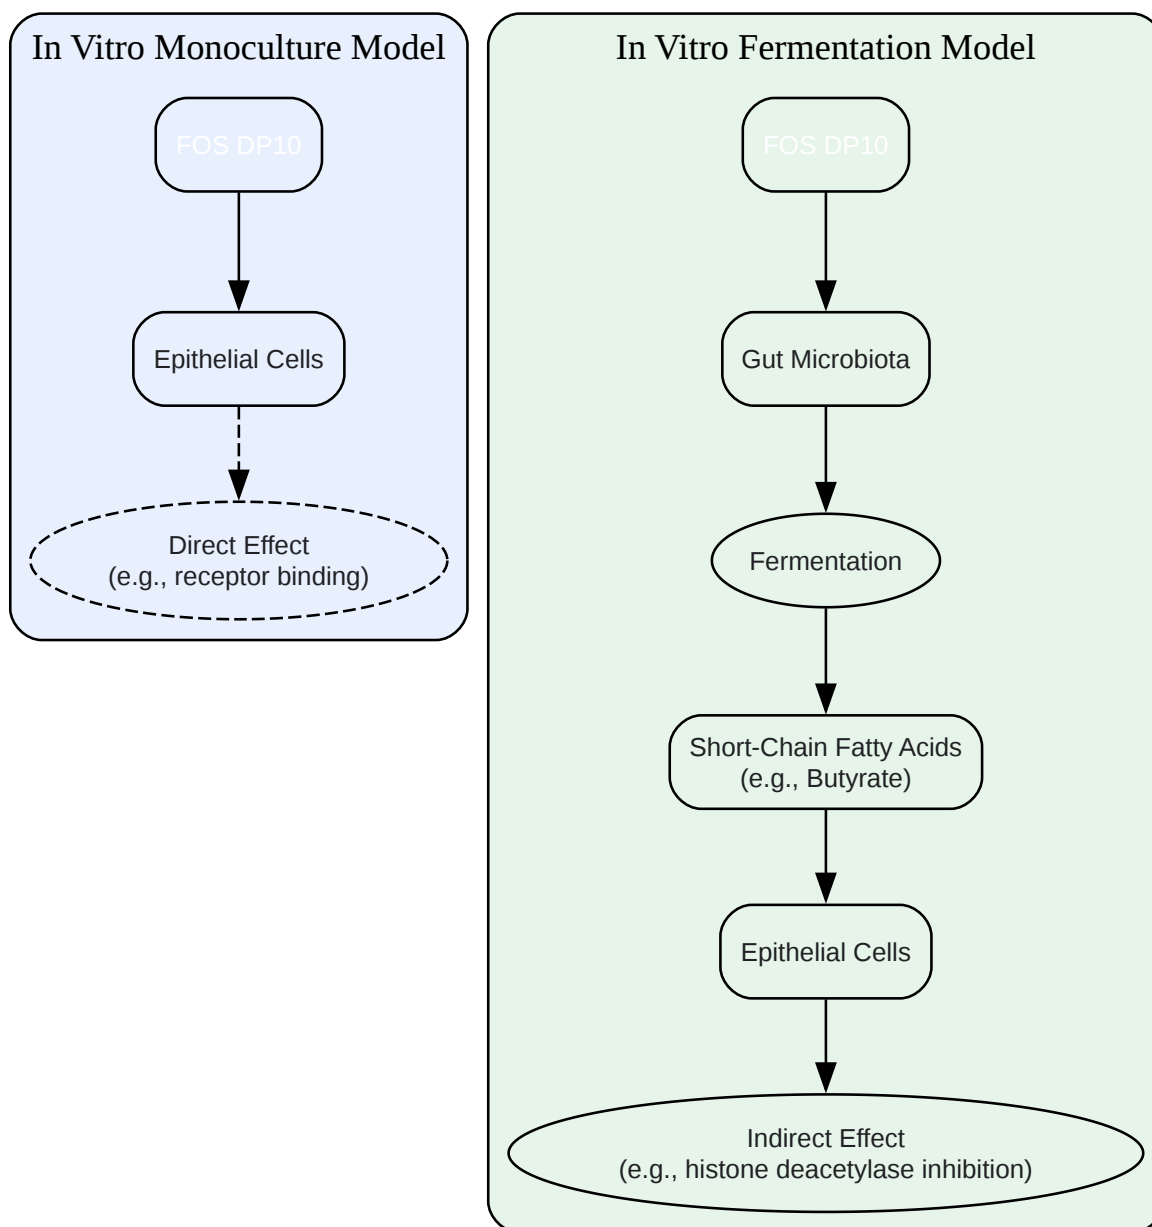 In Vitro Monoculture Model
FOS DP10
Epithelial Cells
Direct Effect
(e.g., receptor binding)
In Vitro Fermentation Model
FOS DP10
Gut Microbiota
Fermentation
Short-Chain Fatty Acids
(e.g., Butyrate)
Epithelial Cells
Indirect Effect
(e.g., histone deacetylase inhibition)